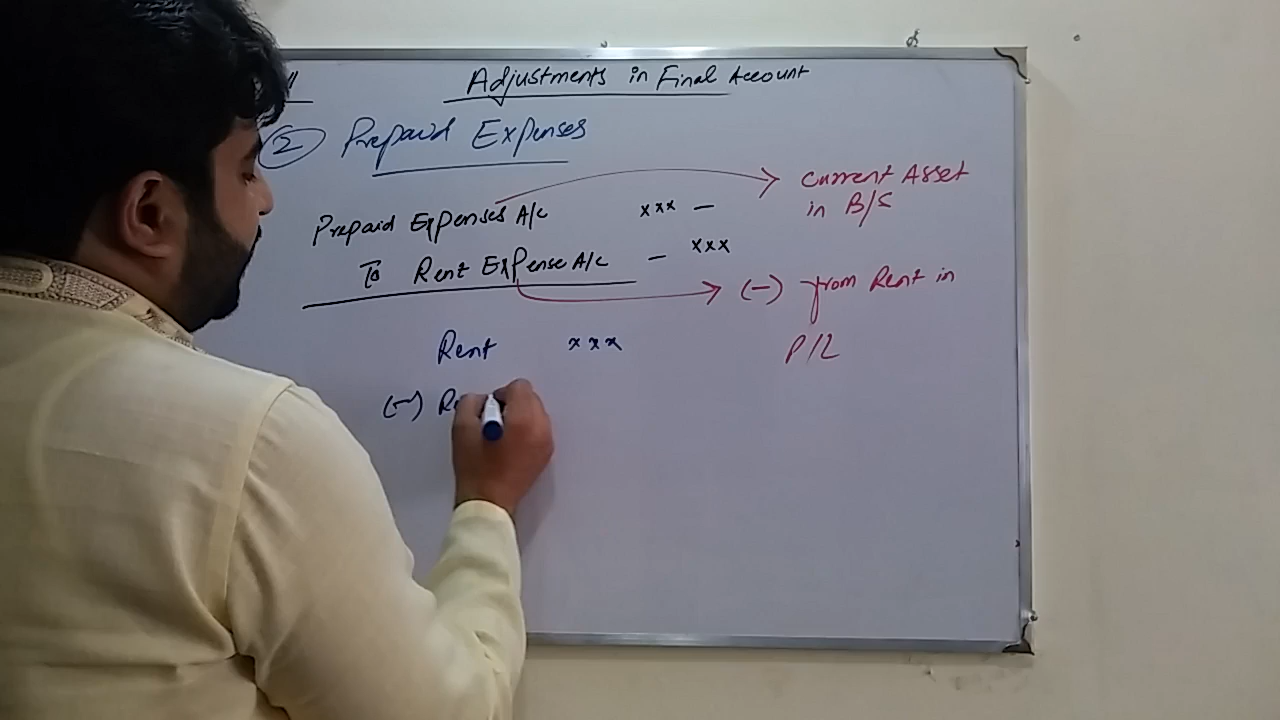 Adjustments in Final Account
② Prepaid Expenses
Prepaid Expenses A/c xxx —
To Rent Expense A/c — xxx
Current Asset
in B/S
(-) from Rent in
P/L
Rent xxx
(-)